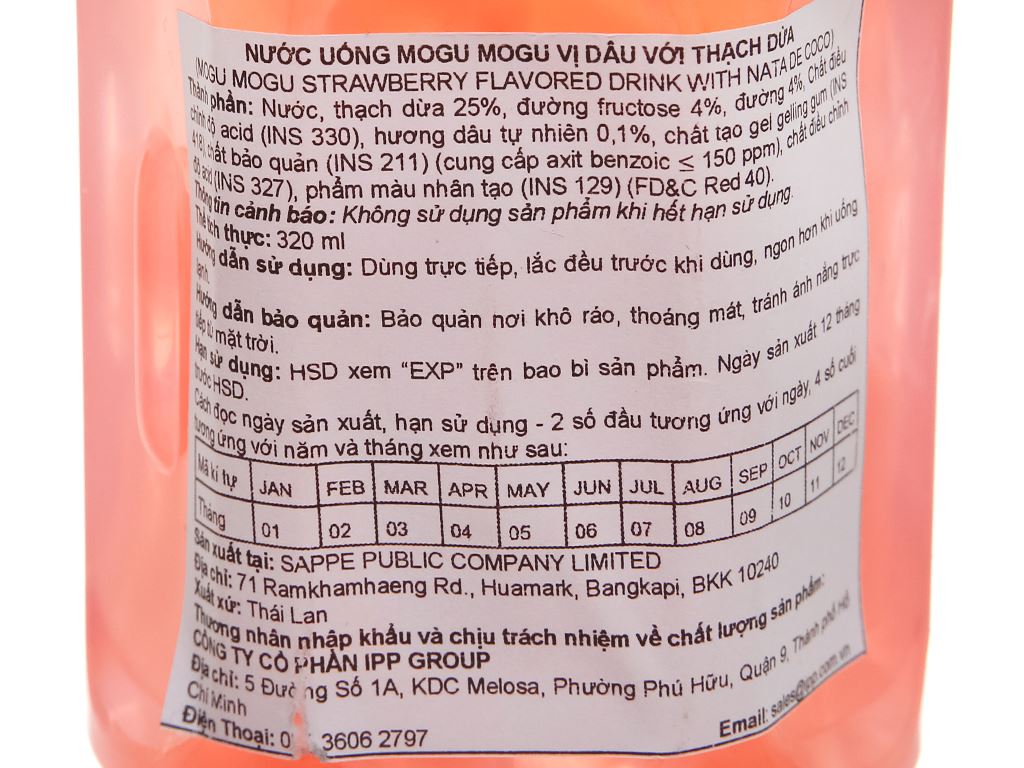 NƯỚC UỐNG MOGU MOGU VỊ DÂU VỚI THẠCH DỪA
(MOGU MOGU STRAWBERRY FLAVORED DRINK WITH NATA DE COCO)
Thành phần: Nước, thạch dừa 25%, đường fructose 4%, đường 4%, Chất điều
chỉnh độ acid (INS 330), hương dâu tự nhiên 0,1%, chất tạo gel gelling gum (INS
418), chất bảo quản (INS 211) (cung cấp axit benzoic ≤ 150 ppm), chất điều chỉnh
độ acid (INS 327), phẩm màu nhân tạo (INS 129) (FD&C Red 40).
Thông tin cảnh báo: Không sử dụng sản phẩm khi hết hạn sử dụng.
Thể tích thực: 320 ml
Hướng dẫn sử dụng: Dùng trực tiếp, lắc đều trước khi dùng, ngon hơn khi uống
lạnh
Hướng dẫn bảo quản: Bảo quản nơi khô ráo, thoáng mát, tránh ánh nắng trực
tiếp từ mặt trời.
Hạn sử dụng: HSD xem “EXP” trên bao bì sản phẩm. Ngày sản xuất 12 tháng
trước HSD.
Cách đọc ngày sản xuất, hạn sử dụng - 2 số đầu tương ứng với ngày, 4 số cuối
tương ứng với năm và tháng xem như sau:
Mã kí tự JAN FEB MAR APR MAY JUN JUL AUG SEP OCT NOV DEC
Tháng 01 02 03 04 05 06 07 08 09 10 11 12
Sản xuất tại: SAPPE PUBLIC COMPANY LIMITED
Địa chỉ: 71 Ramkhamhaeng Rd., Huamark, Bangkapi, BKK 10240
Xuất xứ: Thái Lan
Thương nhân nhập khẩu và chịu trách nhiệm về chất lượng sản phẩm:
CÔNG TY CỔ PHẦN IPP GROUP
Địa chỉ: 5 Đường Số 1A, KDC Melosa, Phường Phú Hữu, Quận 9, Thành phố Hồ
Chí Minh
Điện Thoại: 3606 2797 Email: sales@ipp.com.vn